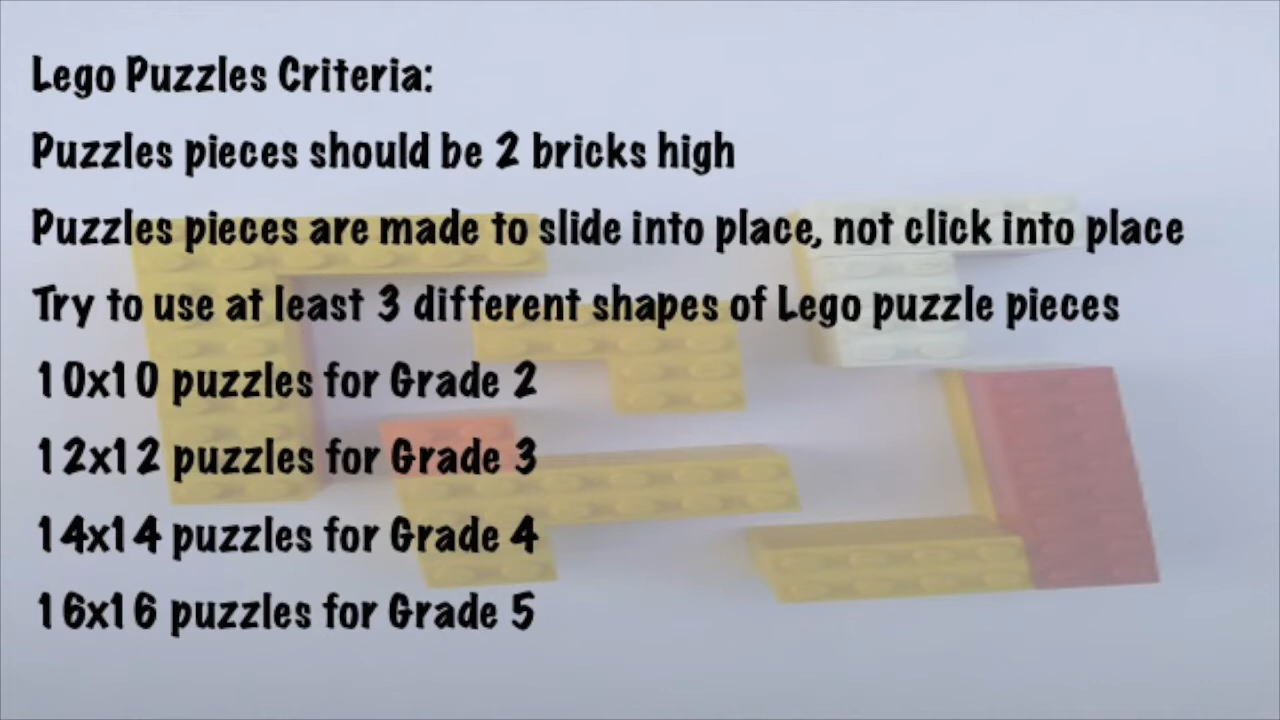 Lego Puzzles Criteria:
Puzzles pieces should be 2 bricks high
Puzzles pieces are made to slide into place, not click into place
Try to use at least 3 different shapes of Lego puzzle pieces
10x10 puzzles for Grade 2
12x12 puzzles for Grade 3
14x14 puzzles for Grade 4
16x16 puzzles for Grade 5